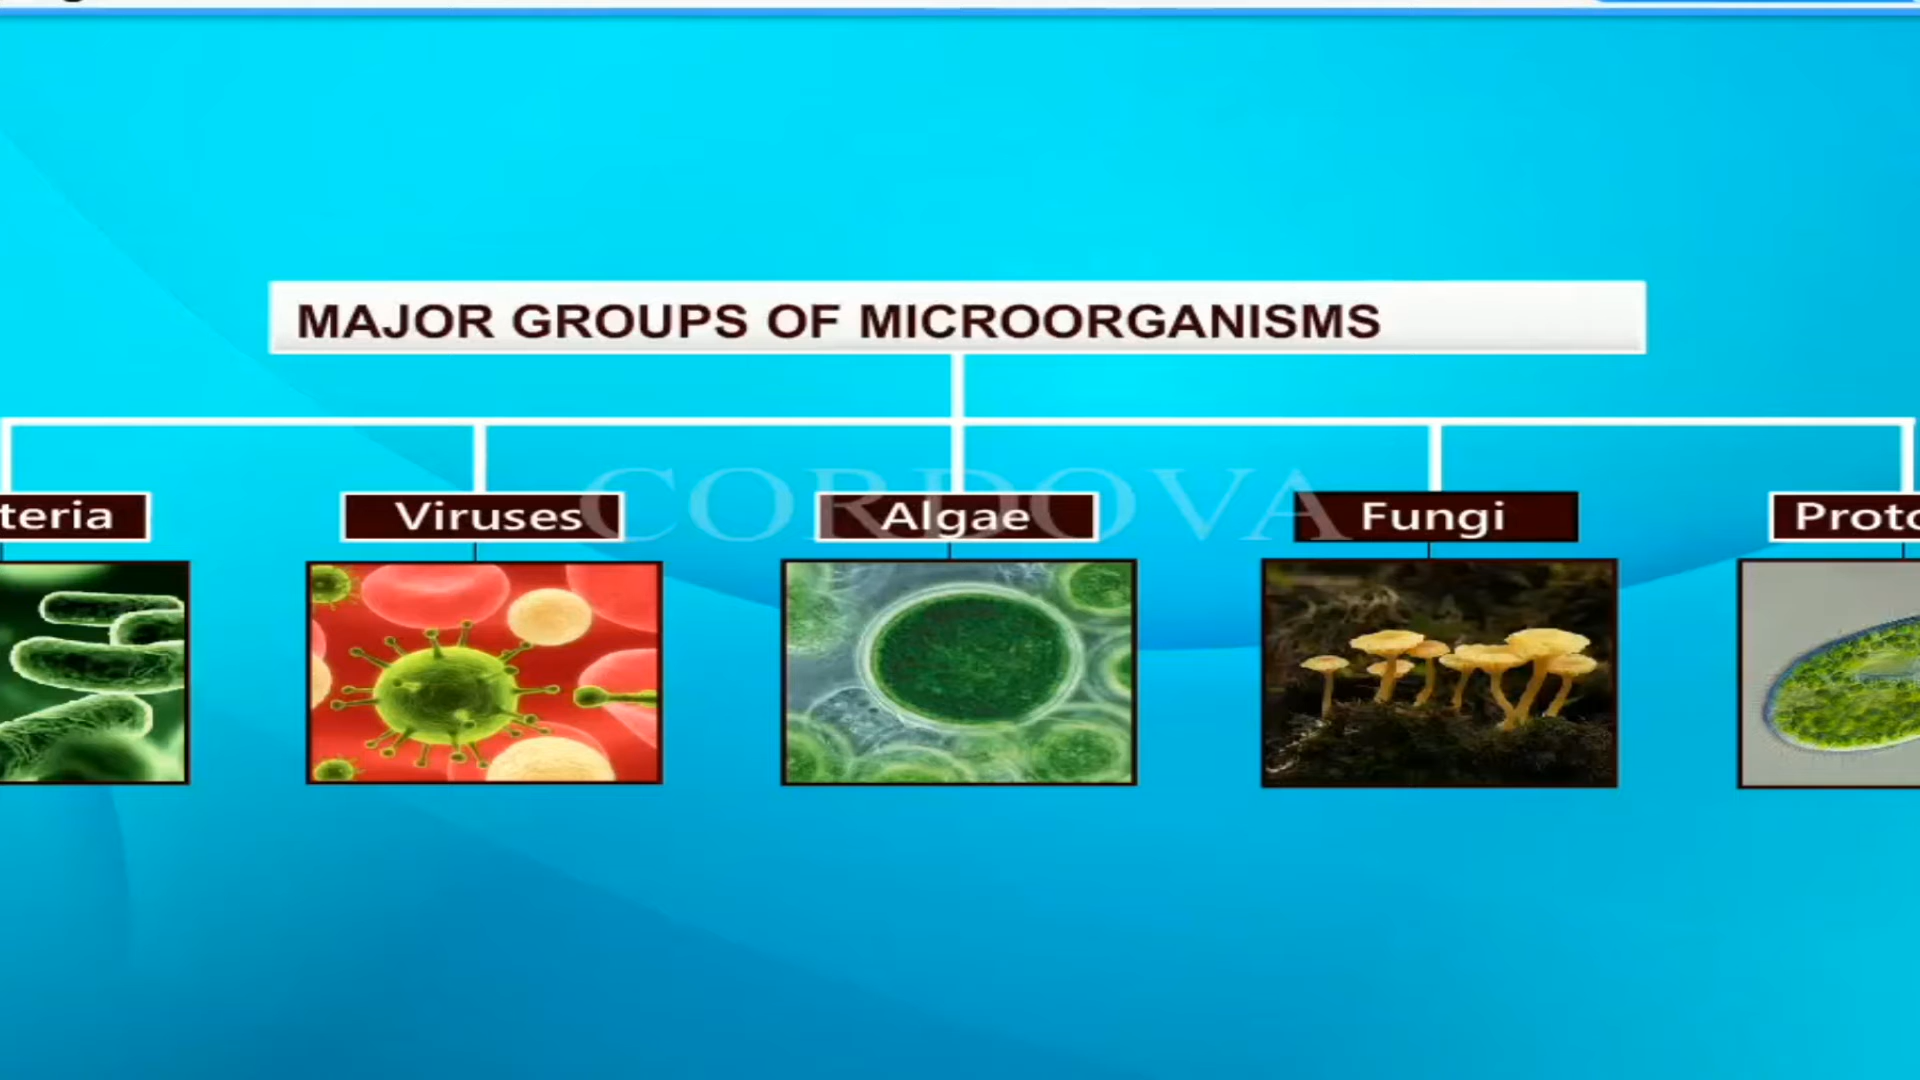 MAJOR GROUPS OF MICROORGANISMS
CORDOVA
teria
Viruses
Algae
Fungi
Proto